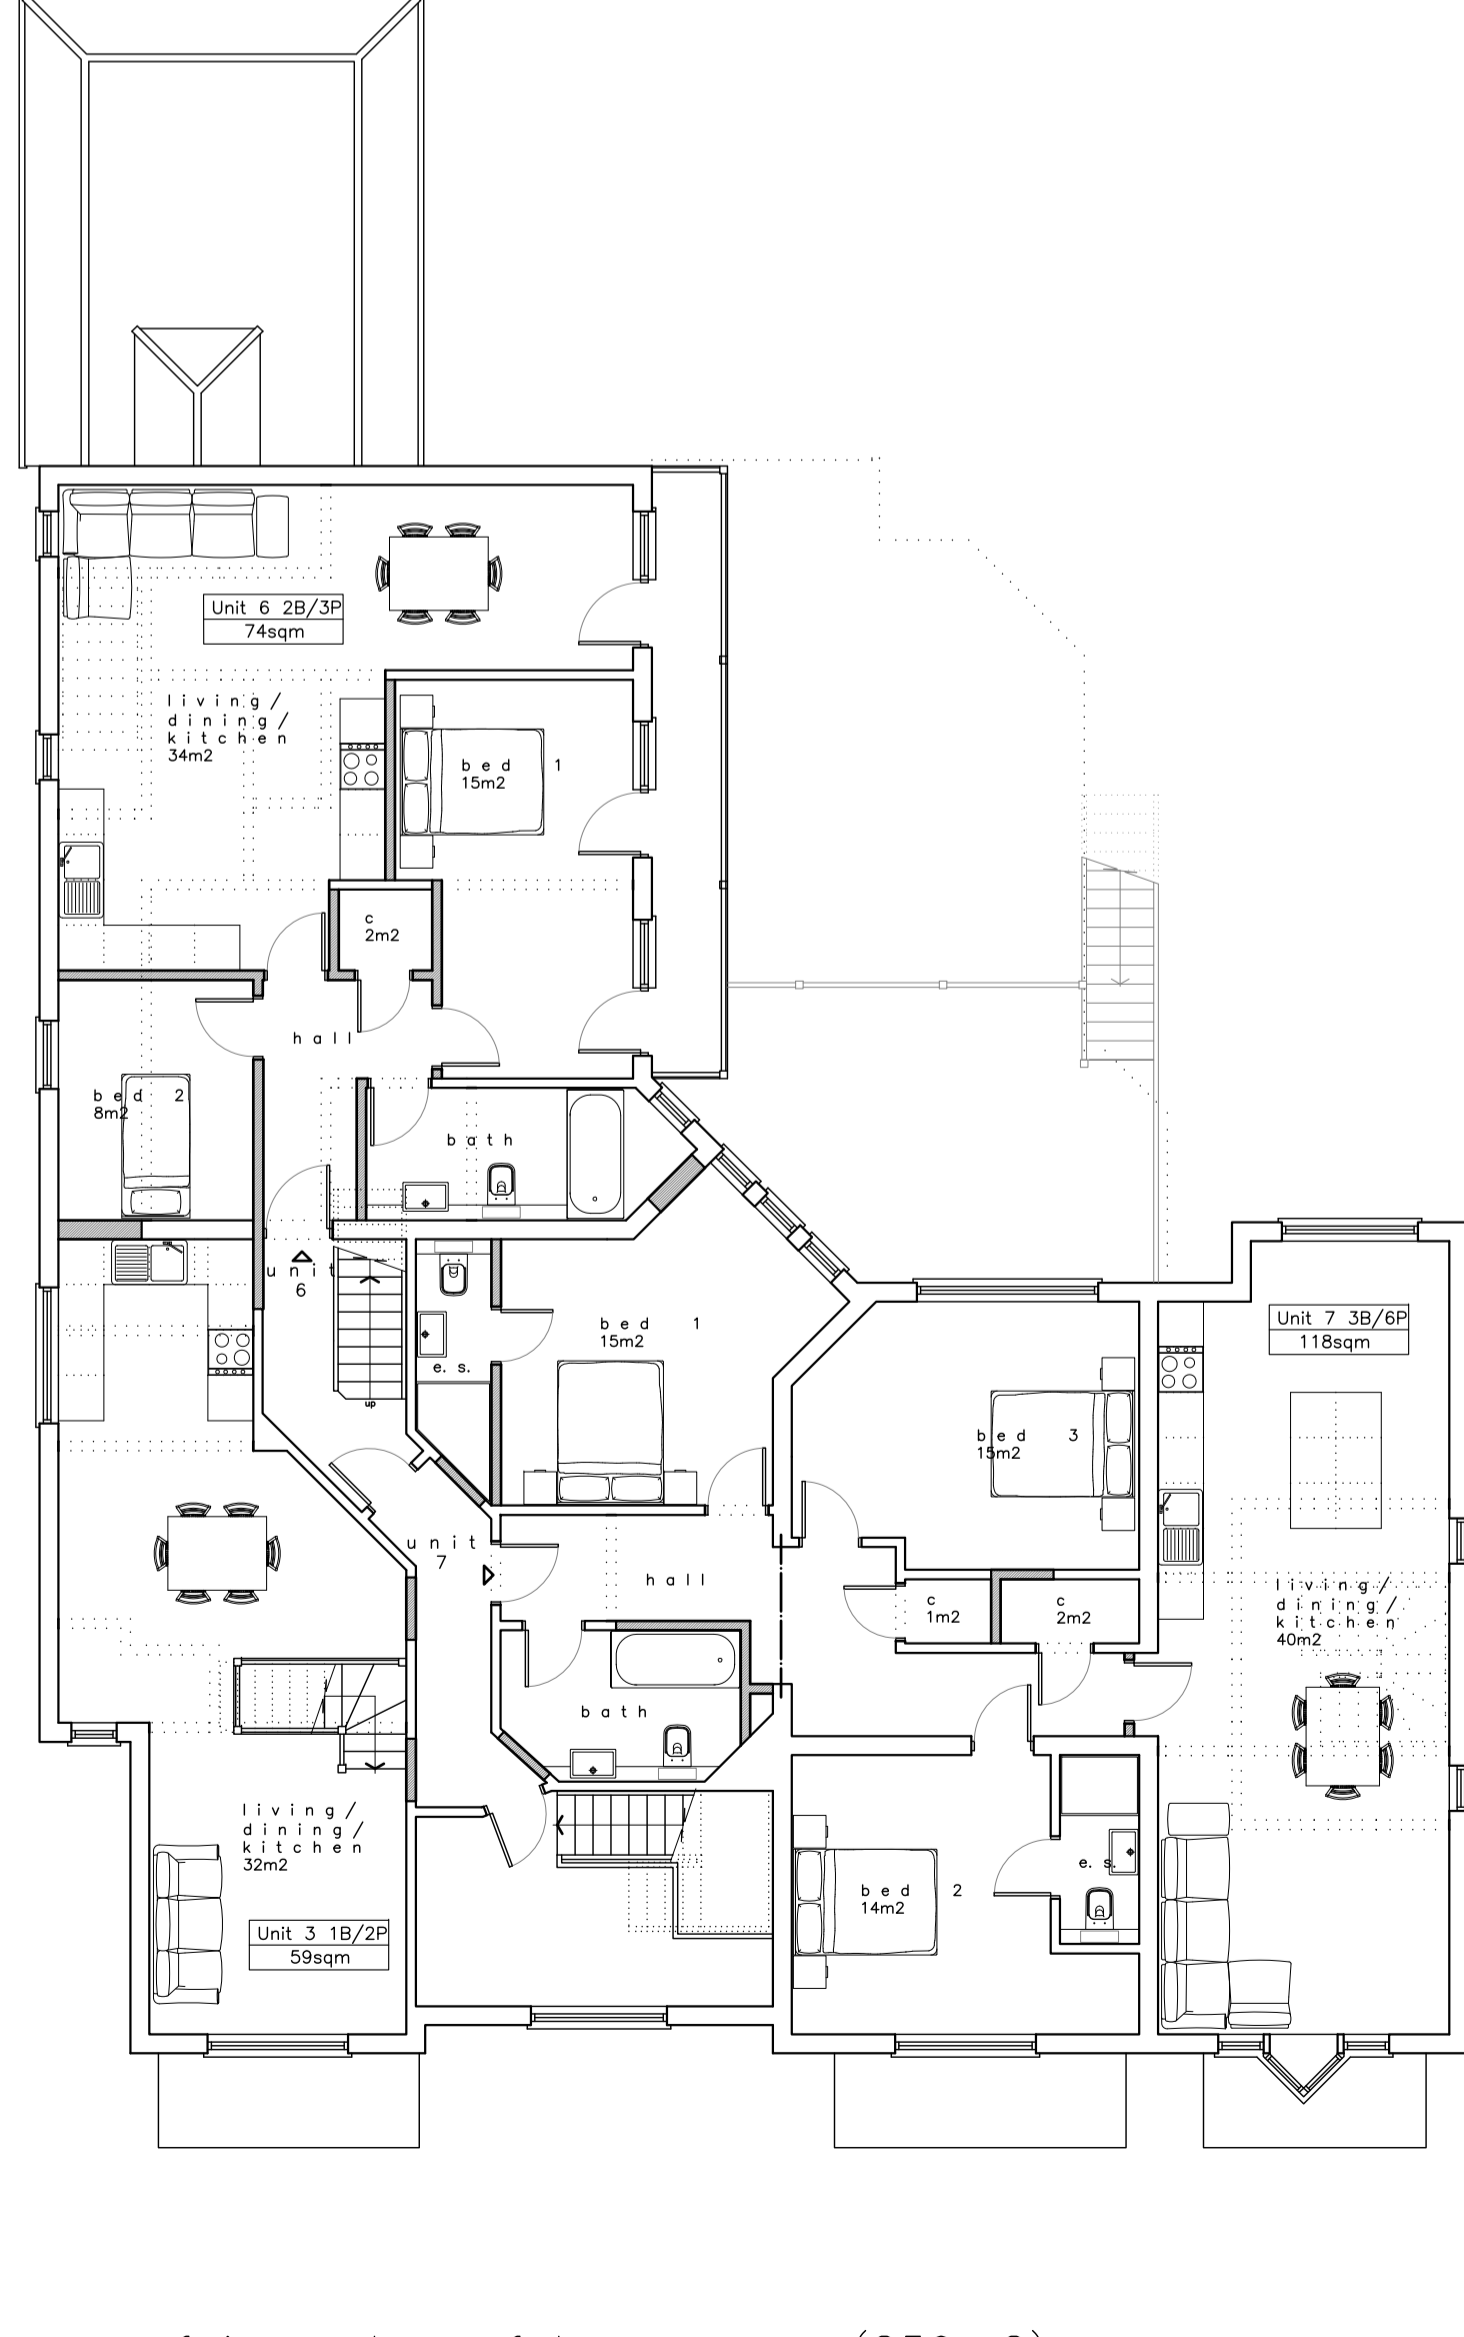 Unit 6 2B/3P
74sqm
living/
dining/
kitchen
34m2
bed 1
15m2
c
2m2
hall
bed 2
8m2
bath
unit
6
up
e. s.
bed 1
15m2
Unit 7 3B/6P
118sqm
bed 3
15m2
unit
7
hall
c
1m2
c
2m2
living/
dining/
kitchen
40m2
bath
living/
dining/
kitchen
32m2
bed 2
14m2
e. s.
Unit 3 1B/2P
59sqm